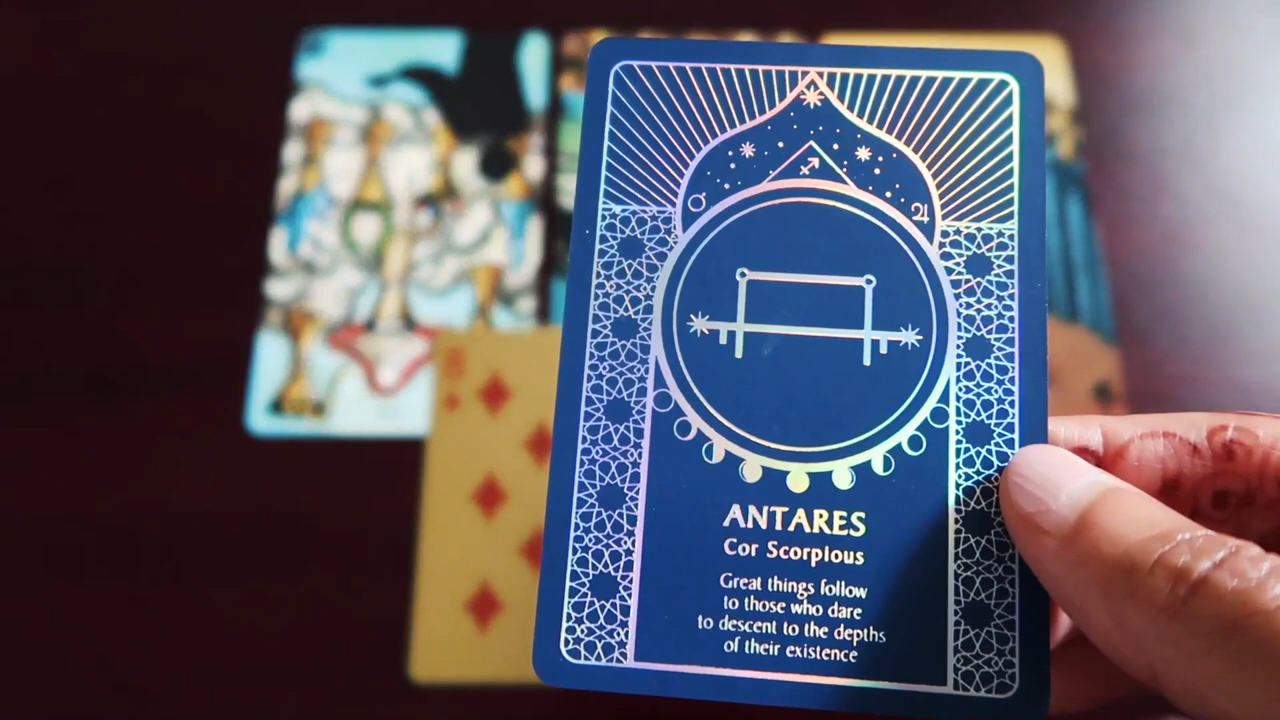 ANTARES
Cor Scorpious
Great things follow
to those who dare
to descent to the depths
of their existence